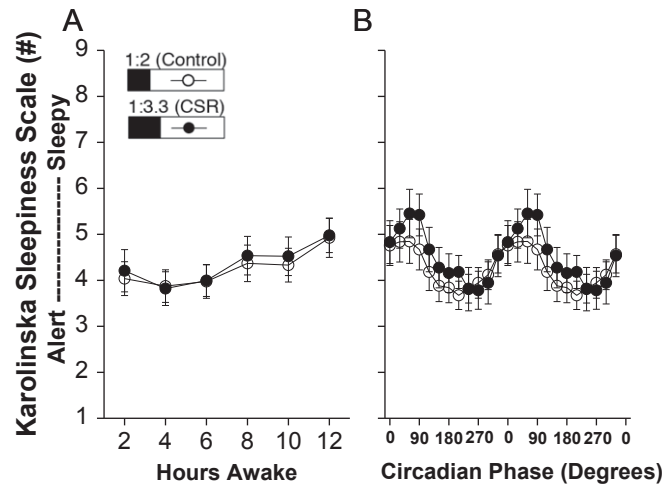 A
B
Karolinska Sleepiness Scale (#)
Alert ----------------- Sleepy
9
8
7
6
5
4
3
2
1
1:2 (Control)
1:3.3 (CSR)
2 4 6 8 10 12
Hours Awake
0 90 180 270 0 90 180 270 0
Circadian Phase (Degrees)